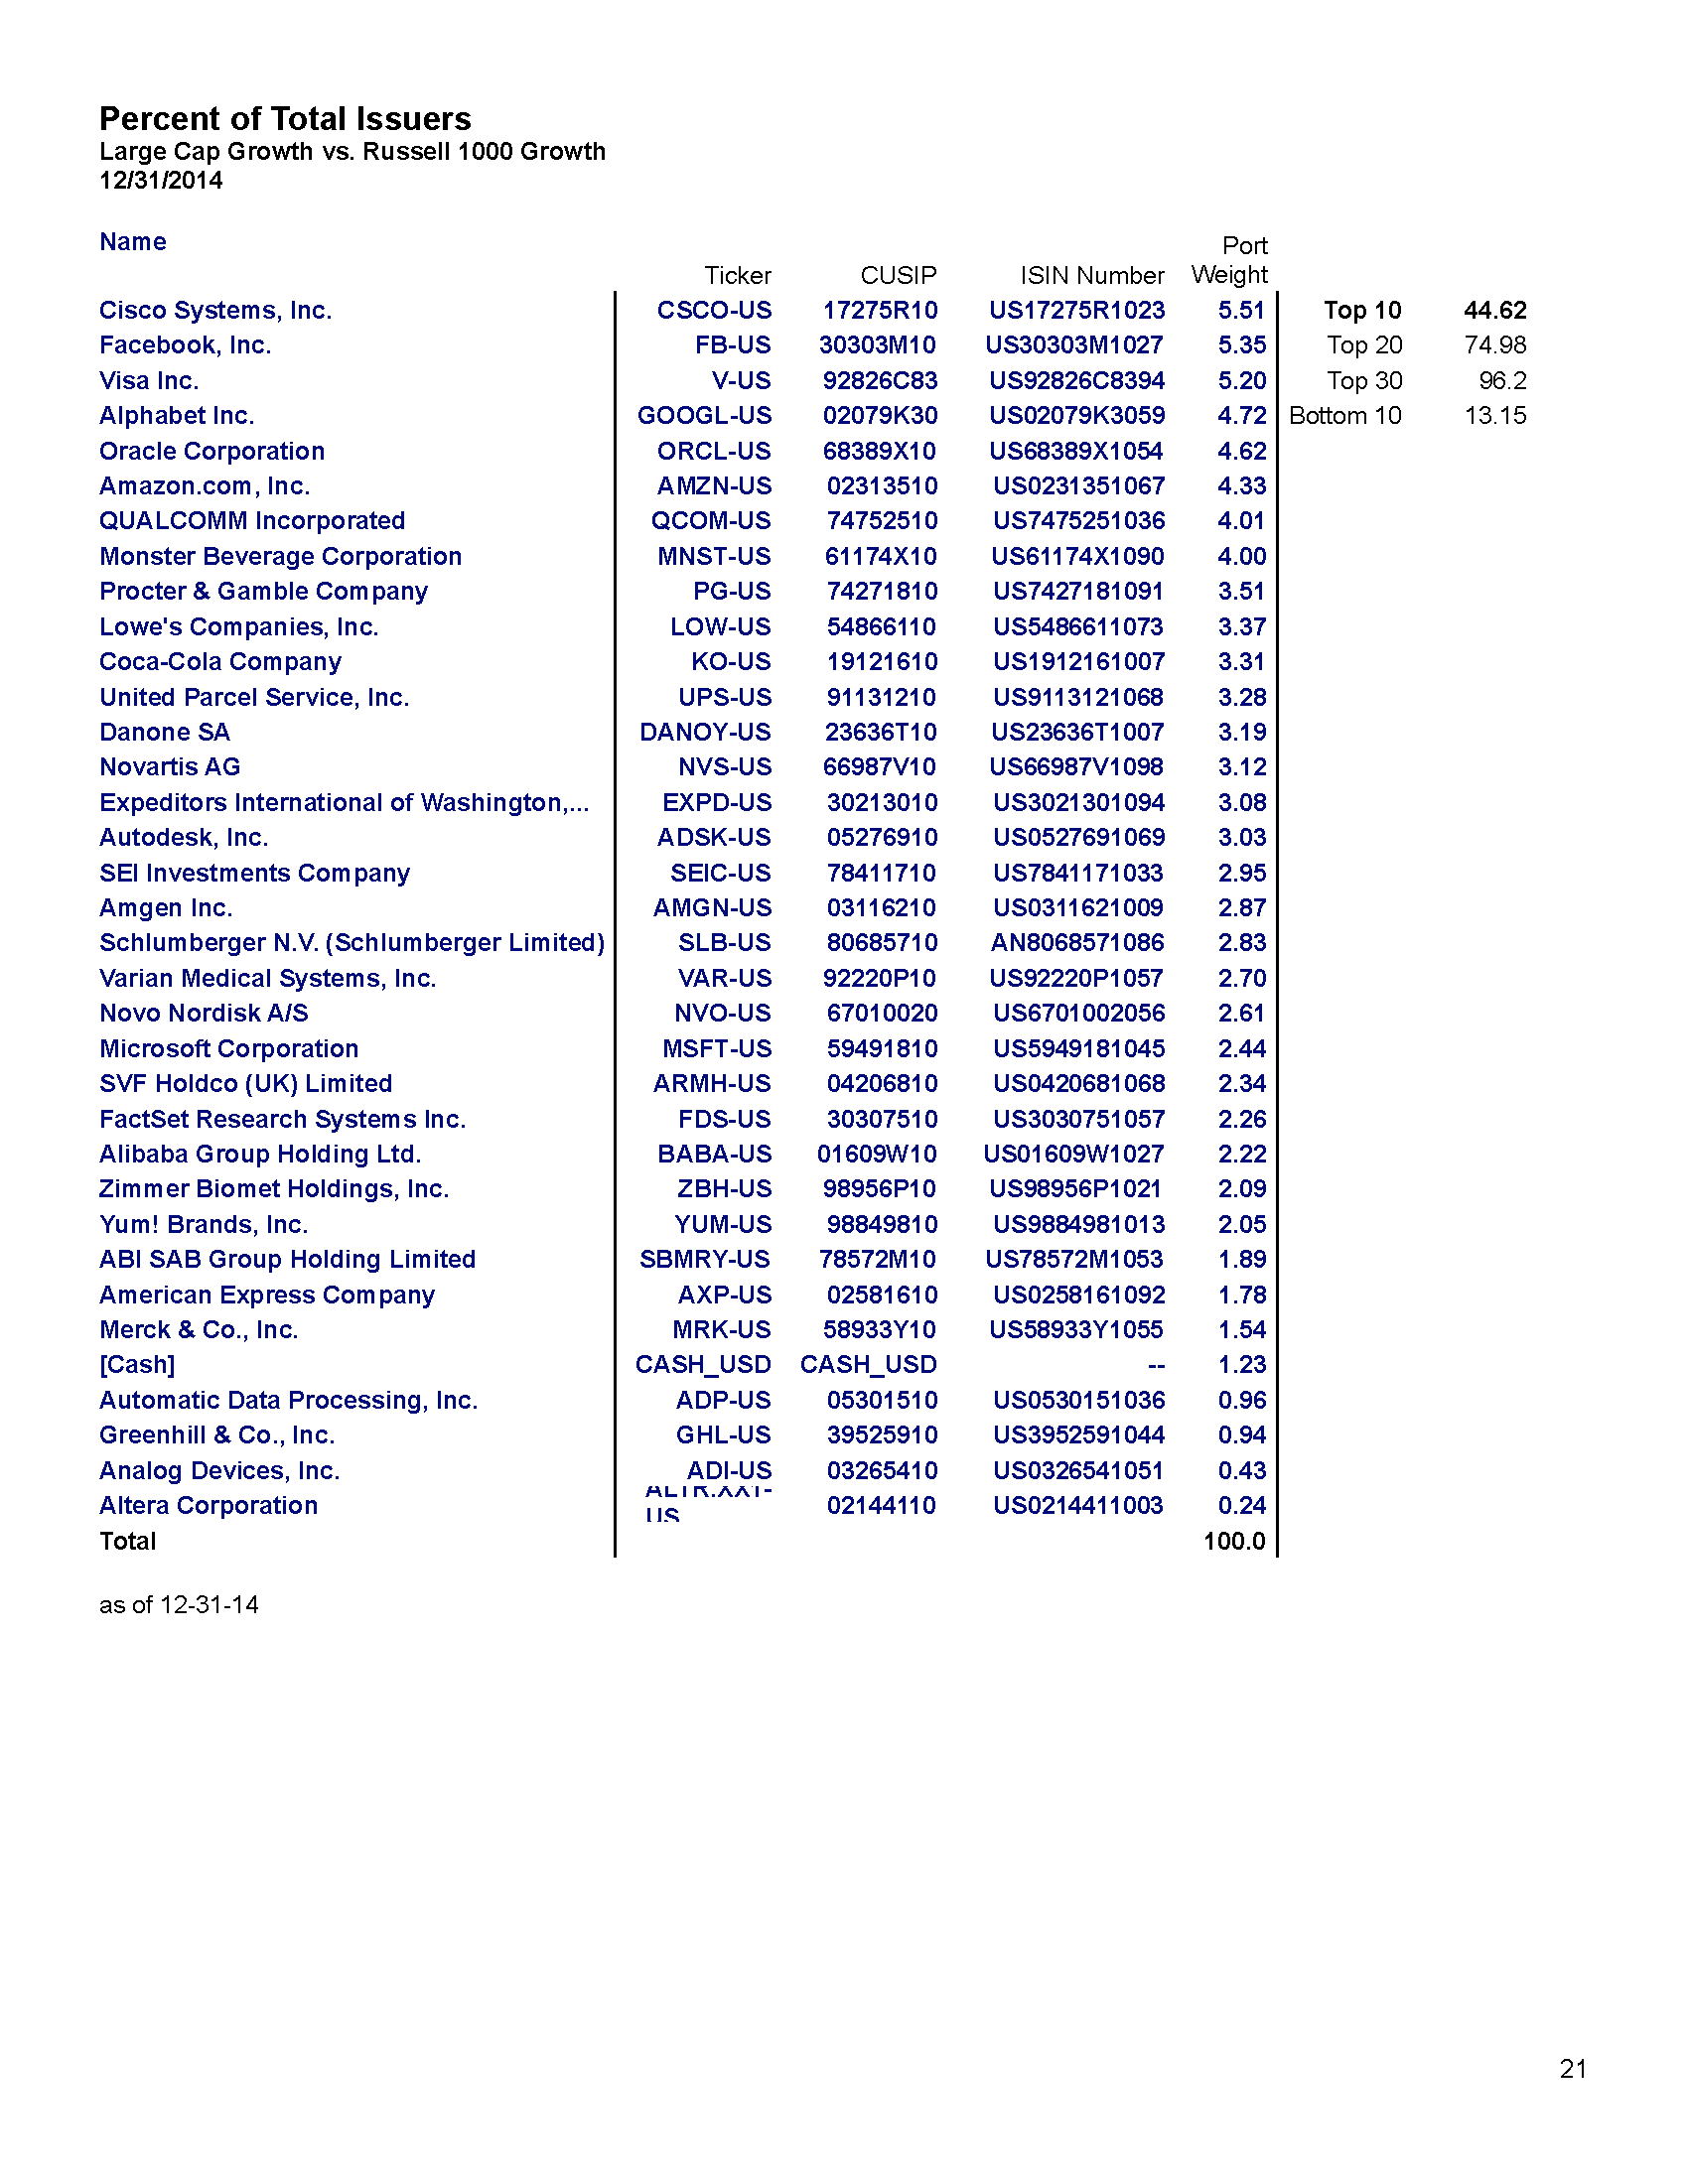 Percent of Total Issuers
Large Cap Growth vs. Russell 1000 Growth
12/31/2014
Name Ticker CUSIP ISIN Number Port Weight
Cisco Systems, Inc. CSCO-US 17275R10 US17275R1023 5.51 Top 10 44.62
Facebook, Inc. FB-US 30303M10 US30303M1027 5.35 Top 20 74.98
Visa Inc. V-US 92826C83 US92826C8394 5.20 Top 30 96.2
Alphabet Inc. GOOGL-US 02079K30 US02079K3059 4.72 Bottom 10 13.15
Oracle Corporation ORCL-US 68389X10 US68389X1054 4.62
Amazon.com, Inc. AMZN-US 02313510 US0231351067 4.33
QUALCOMM Incorporated QCOM-US 74752510 US7475251036 4.01
Monster Beverage Corporation MNST-US 61174X10 US61174X1090 4.00
Procter & Gamble Company PG-US 74271810 US7427181091 3.51
Lowe's Companies, Inc. LOW-US 54866110 US5486611073 3.37
Coca-Cola Company KO-US 19121610 US1912161007 3.31
United Parcel Service, Inc. UPS-US 91131210 US9113121068 3.28
Danone SA DANOY-US 23636T10 US23636T1007 3.19
Novartis AG NVS-US 66987V10 US66987V1098 3.12
Expeditors International of Washington,... EXPD-US 30213010 US3021301094 3.08
Autodesk, Inc. ADSK-US 05276910 US0527691069 3.03
SEI Investments Company SEIC-US 78411710 US7841171033 2.95
Amgen Inc. AMGN-US 03116210 US0311621009 2.87
Schlumberger N.V. (Schlumberger Limited) SLB-US 80685710 AN8068571086 2.83
Varian Medical Systems, Inc. VAR-US 92220P10 US92220P1057 2.70
Novo Nordisk A/S NVO-US 67010020 US6701002056 2.61
Microsoft Corporation MSFT-US 59491810 US5949181045 2.44
SVF Holdco (UK) Limited ARMH-US 04206810 US0420681068 2.34
FactSet Research Systems Inc. FDS-US 30307510 US3030751057 2.26
Alibaba Group Holding Ltd. BABA-US 01609W10 US01609W1027 2.22
Zimmer Biomet Holdings, Inc. ZBH-US 98956P10 US98956P1021 2.09
Yum! Brands, Inc. YUM-US 98849810 US9884981013 2.05
ABI SAB Group Holding Limited SBMRY-US 78572M10 US78572M1053 1.89
American Express Company AXP-US 02581610 US0258161092 1.78
Merck & Co., Inc. MRK-US 58933Y10 US58933Y1055 1.54
[Cash] CASH_USD CASH_USD -- 1.23
Automatic Data Processing, Inc. ADP-US 05301510 US0530151036 0.96
Greenhill & Co., Inc. GHL-US 39525910 US3952591044 0.94
Analog Devices, Inc. ADI-US 03265410 US0326541051 0.43
Altera Corporation ALTR.XX1-US 02144110 US0214411003 0.24
Total 100.0
as of 12-31-14
21